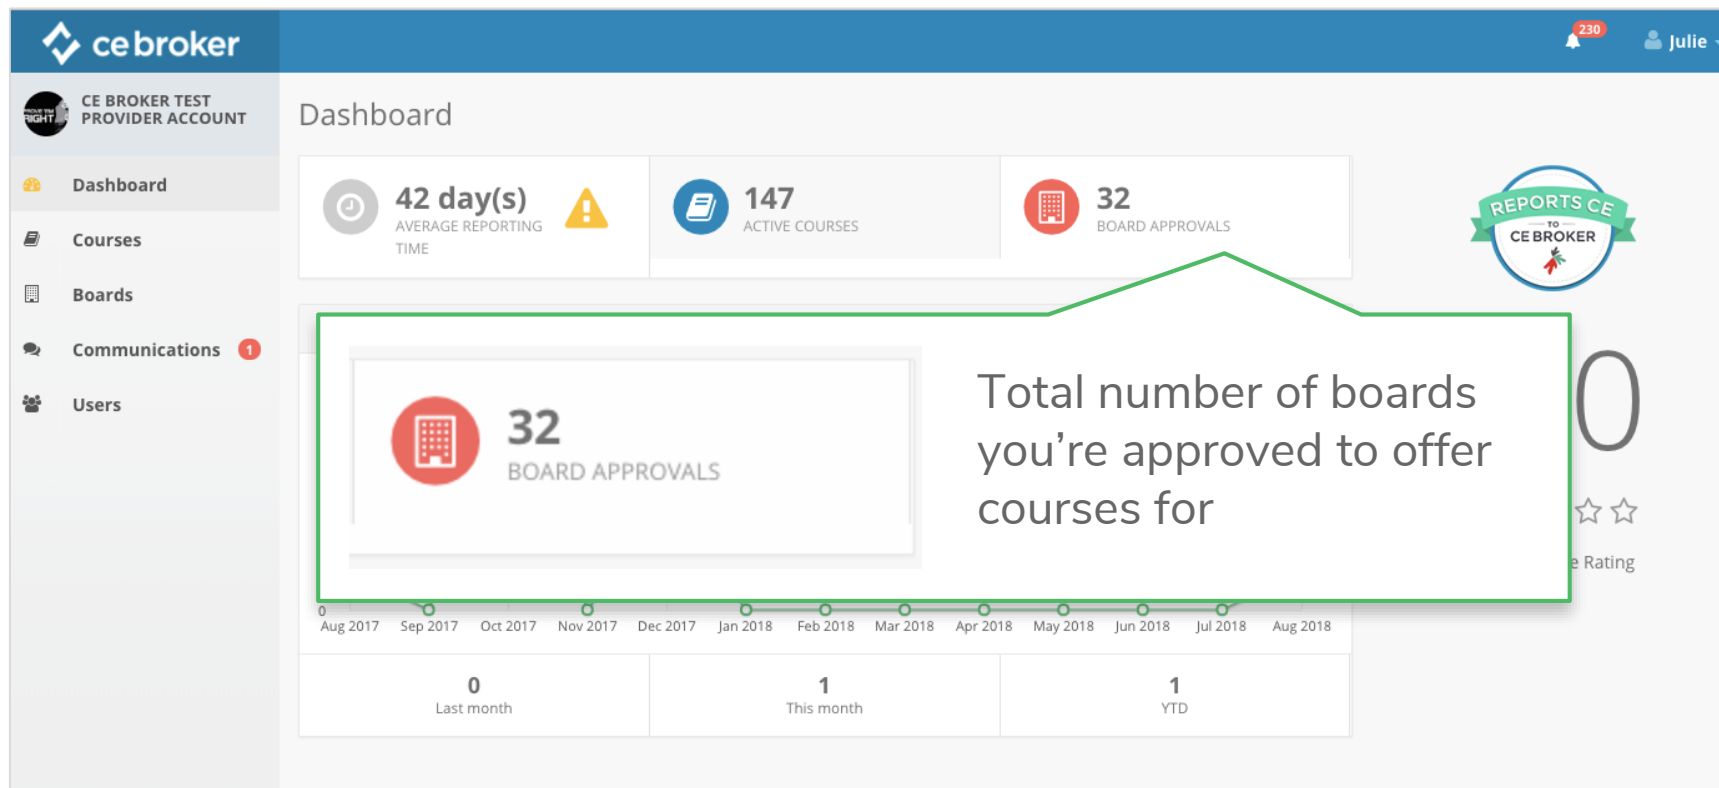 ce broker
230
Julie
CE BROKER TEST
PROVIDER ACCOUNT
Dashboard
Courses
Boards
Communications 1
Users
Dashboard
42 day(s)
AVERAGE REPORTING
TIME
147
ACTIVE COURSES
32
BOARD APPROVALS
REPORTS CE
TO
CE BROKER
32
BOARD APPROVALS
Total number of boards
you’re approved to offer
courses for
0
Rating
0
Aug 2017 Sep 2017 Oct 2017 Nov 2017 Dec 2017 Jan 2018 Feb 2018 Mar 2018 Apr 2018 May 2018 Jun 2018 Jul 2018 Aug 2018
0
Last month
1
This month
1
YTD